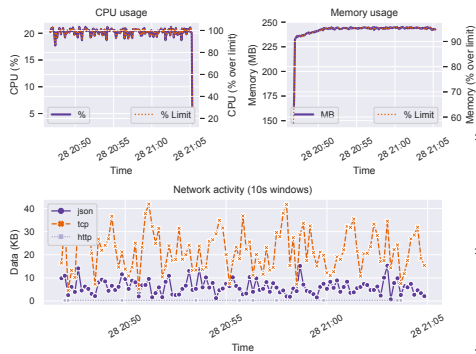 CPU usage
Memory usage
20
15
10
5
CPU (%)
100
80
60
40
20
CPU (% over limit)
% % Limit
28 20:50
28 20:55
28 21:00
28 21:05
Time
250
225
200
175
150
Memory (MB)
90
80
70
60
Memory (% over limit)
MB % Limit
28 20:50
28 20:55
28 21:00
28 21:05
Time
Network activity (10s windows)
json
tcp
http
40
30
20
10
0
Data (KB)
28 20:50
28 20:55
28 21:00
28 21:05
Time